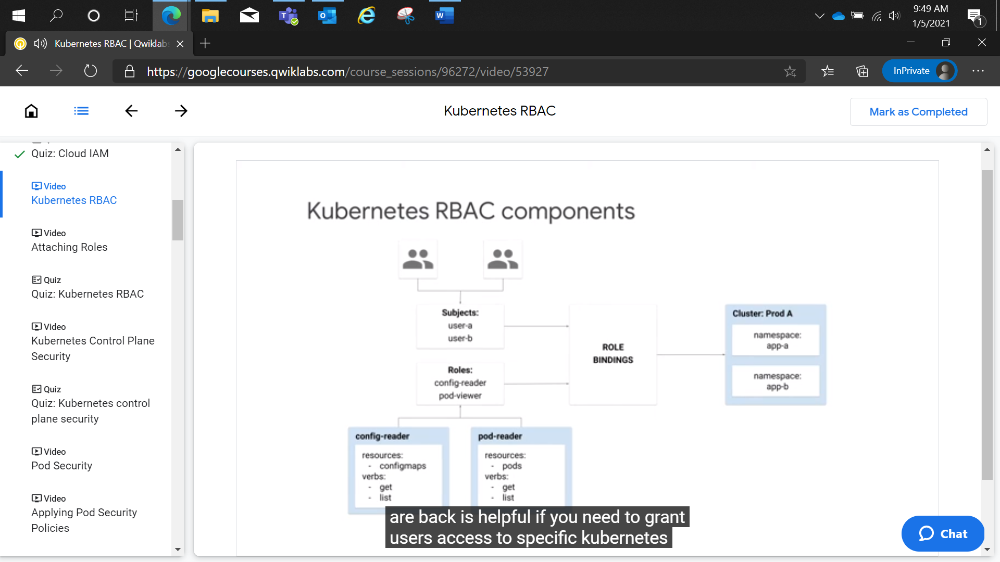 9:49 AM
1/5/2021
1
Kubernetes RBAC | Qwiklab
https://googlecourses.qwiklabs.com/course_sessions/96272/video/53927
InPrivate
Kubernetes RBAC
Mark as Completed
Quiz: Cloud IAM
Video
Kubernetes RBAC
Video
Attaching Roles
Quiz
Quiz: Kubernetes RBAC
Video
Kubernetes Control Plane
Security
Quiz
Quiz: Kubernetes control
plane security
Video
Pod Security
Video
Applying Pod Security
Policies
Kubernetes RBAC components
Subjects:
user-a
user-b
Roles:
config-reader
pod-viewer
ROLE
BINDINGS
Cluster: Prod A
namespace:
app-a
namespace:
app-b
config-reader
resources:
- configmaps
verbs:
- get
- list
pod-reader
resources:
- pods
verbs:
- get
- list
are back is helpful if you need to grant
users access to specific kubernetes
Chat